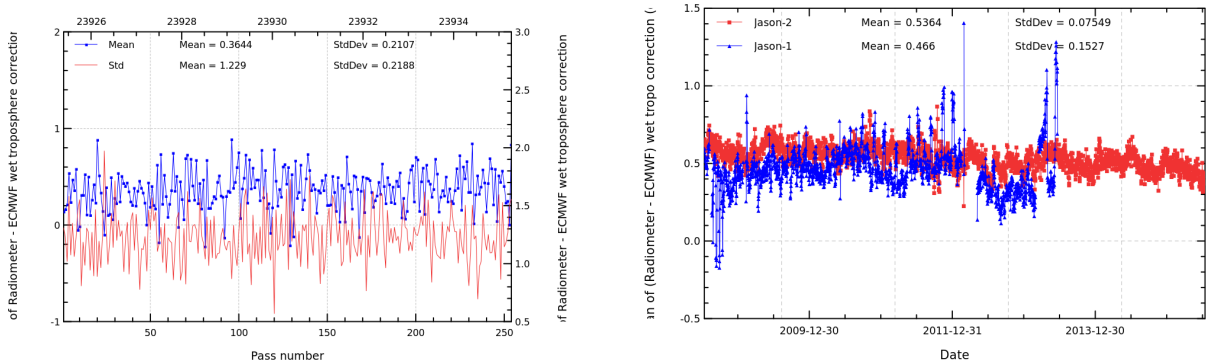 23926 23928 23930 23932 23934
of Radiometer - ECMWF wet troposphere correction
2
1
0
-1
Mean Mean = 0.3644 StdDev = 0.2107
Std Mean = 1.229 StdDev = 0.2188
3.0
2.5
2.0
1.5
1.0
0.5
of Radiometer - ECMWF wet troposphere correction
50 100 150 200 250
Pass number
an of (Radiometer - ECMWF) wet tropo correction (
1.5
1.0
0.5
0.0
-0.5
Jason-2 Mean = 0.5364 StdDev = 0.07549
Jason-1 Mean = 0.466 StdDev = 0.1527
2009-12-30 2011-12-31 2013-12-30
Date